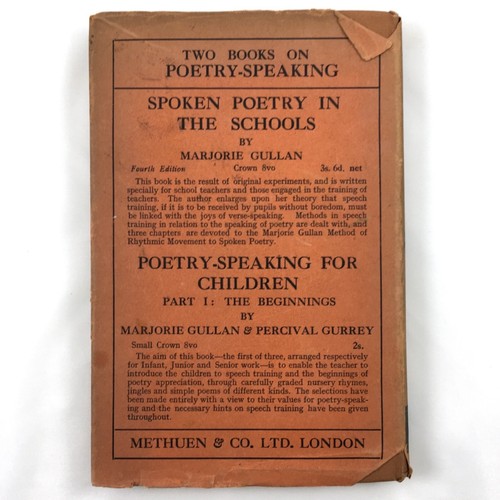 TWO BOOKS ON
POETRY-SPEAKING
SPOKEN POETRY IN
THE SCHOOLS
BY
MARJORIE GULLAN
Fourth Edition Crown 8vo 3s. 6d. net
This book is the result of original experiments, and is written
specially for school teachers and those engaged in the training of
teachers. The author enlarges upon her theory that speech
training, if it is to be received by pupils without boredom, must
be linked with the joys of verse-speaking. Methods in speech
training in relation to the speaking of poetry are dealt with, and
three chapters are devoted to the Marjorie Gullan Method of
Rhythmic Movement to Spoken Poetry.
POETRY-SPEAKING FOR
CHILDREN
PART I: THE BEGINNINGS
BY
MARJORIE GULLAN & PERCIVAL GURREY
Small Crown 8vo 2s.
The aim of this book—the first of three, arranged respectively
for Infant, Junior and Senior work—is to enable the teacher to
introduce the children to speech training and the beginnings of
poetry appreciation, through carefully graded nursery rhymes,
jingles and simple poems of different kinds. The selections have
been made entirely with a view to their values for poetry-speak-
ing and the necessary hints on speech training have been given
throughout.
METHUEN & CO. LTD. LONDON